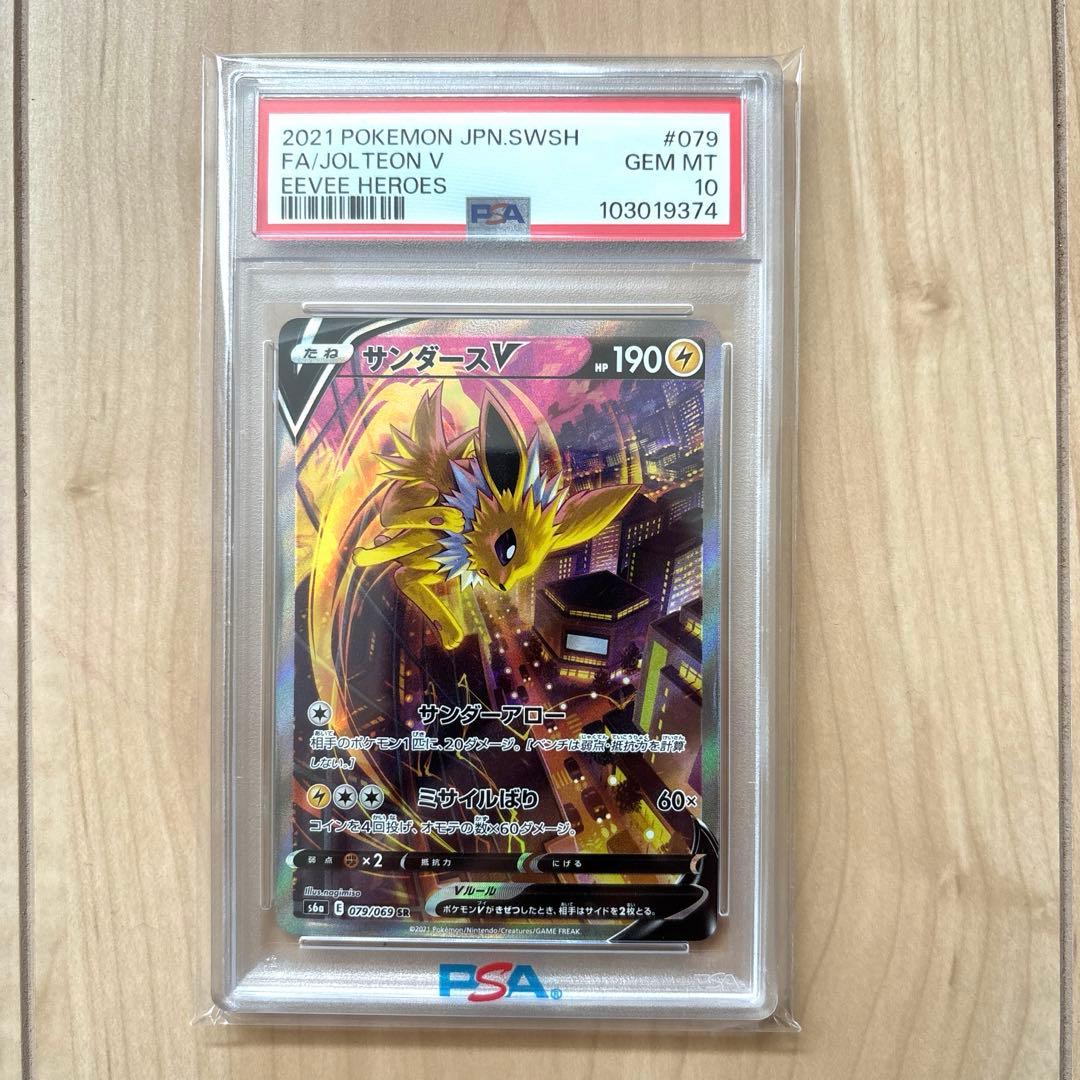 2021 POKEMON JPN.SWSH #079
FA/JOLTEON V GEM MT
EEVEE HEROES 10
PSA 103019374
たね サンダースV HP 190
サンダーアロー
相手のポケモン1匹に、20ダメージ。[ベンチは弱点・抵抗力を計算
しない。]
ミサイルばり 60×
コインを4回投げ、オモテの数×60ダメージ。
弱点 ×2 抵抗力 にげる
Illus. nagimiso
Vルール
s6a E 079/069 SR
ポケモンVがきぜつしたとき、相手はサイドを2枚とる。
©2021 Pokémon/Nintendo/Creatures/GAME FREAK.
PSA®